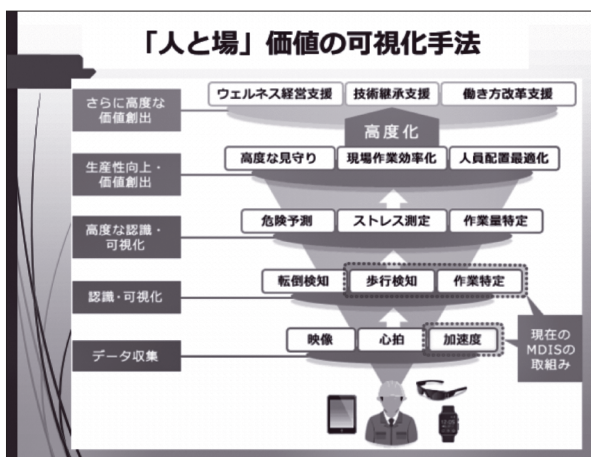 「人と場」価値の可視化手法
さらに高度な
価値創出
ウェルネス経営支援
技術継承支援
働き方改革支援
高度化
生産性向上・
価値創出
高度な見守り
現場作業効率化
人員配置最適化
高度な認識・
可視化
危険予測
ストレス測定
作業量特定
認識・可視化
転倒検知
歩行検知
作業特定
データ収集
映像
心拍
加速度
現在の
MDISの
取組み